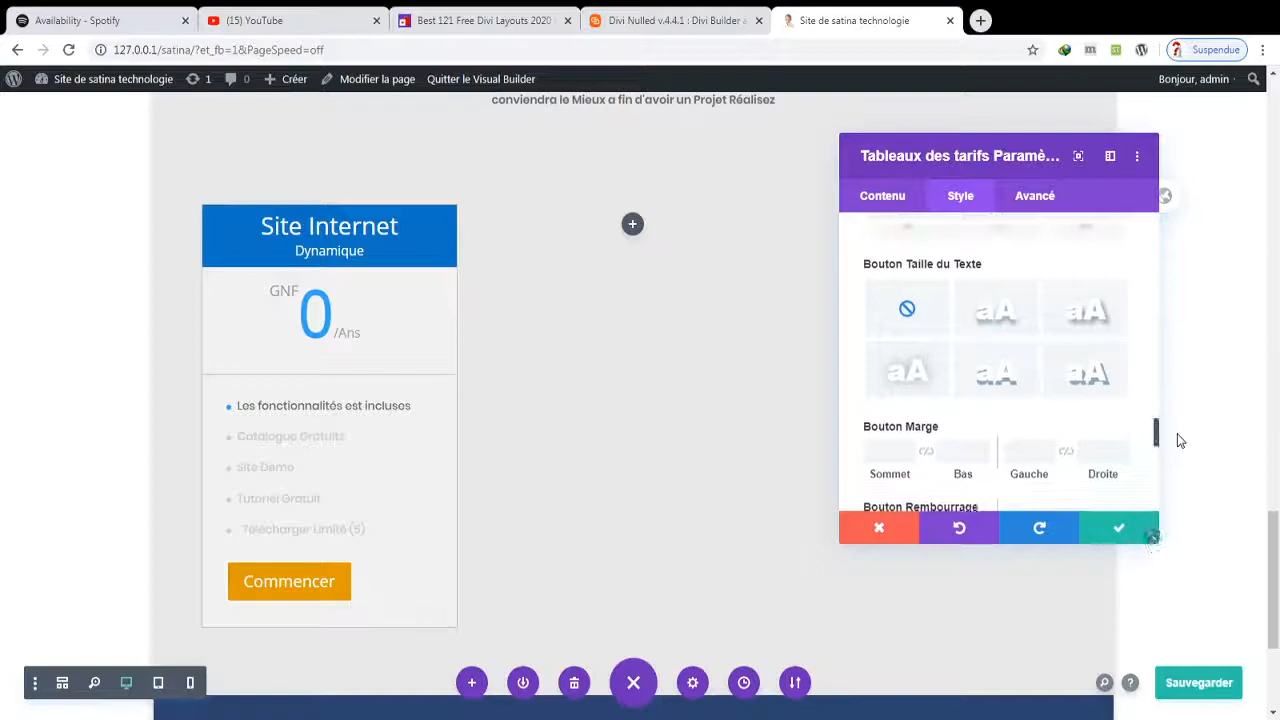 Availability - Spotify
(15) YouTube
Best 121 Free Divi Layouts 2020
Divi Nulled v.4.4.1 : Divi Builder a
Site de satina technologie
127.0.0.1/satina/?et_fb=1&PageSpeed=off
Suspendue
Site de satina technologie
1
0
Créer
Modifier la page
Quitter le Visual Builder
Bonjour, admin
conviendra le Mieux a fin d'avoir un Projet Réalisez
Tableaux des tarifs Paramè...
Contenu
Style
Avancé
Site Internet
Dynamique
GNF
0
/Ans
Les fonctionnalités est incluses
Catalogue Gratuits
Site Demo
Tutoriel Gratuit
Télécharger Limité (5)
Commencer
Bouton Taille du Texte
aA
aA
aA
aA
aA
Bouton Marge
Sommet
Bas
Gauche
Droite
Bouton Rembourrage
Sauvegarder